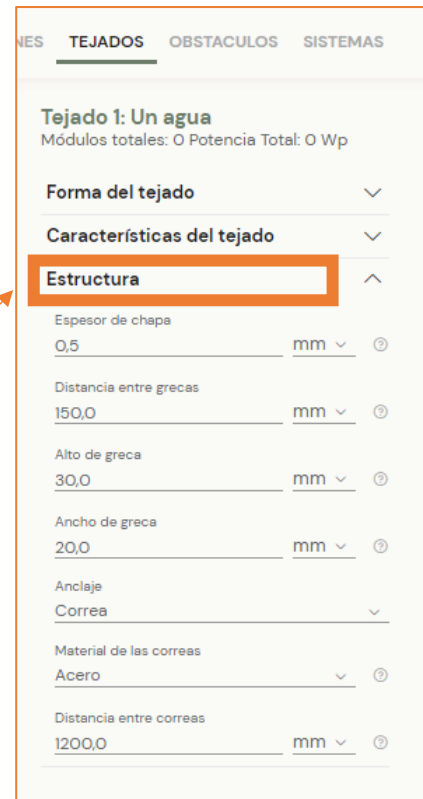 NES TEJADOS OBSTACULOS SISTEMAS
Tejado 1: Un agua
Módulos totales: 0 Potencia Total: 0 Wp
Forma del tejado
Características del tejado
Estructura
Espesor de chapa
0,5 mm
Distancia entre grecas
150,0 mm
Alto de greca
30,0 mm
Ancho de greca
20,0 mm
Anclaje
Correa
Material de las correas
Acero
Distancia entre correas
1200,0 mm